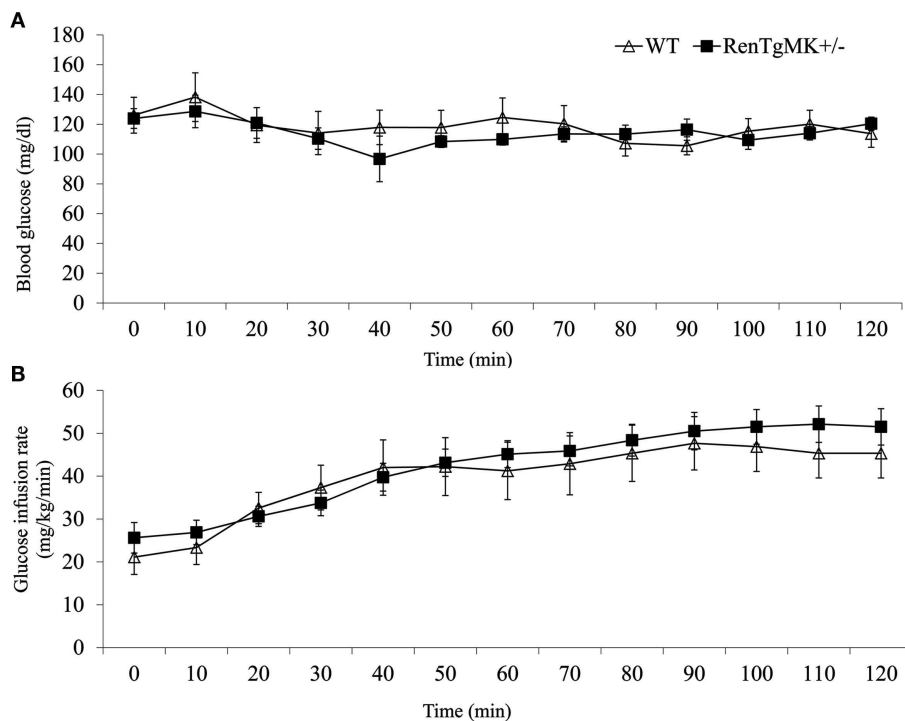 A
WT RenTgMK+/-
180
160
140
120
100
80
60
40
20
0
Blood glucose (mg/dl)
0 10 20 30 40 50 60 70 80 90 100 110 120
Time (min)
B
60
50
40
30
20
10
0
Glucose infusion rate
(mg/kg/min)
0 10 20 30 40 50 60 70 80 90 100 110 120
Time (min)